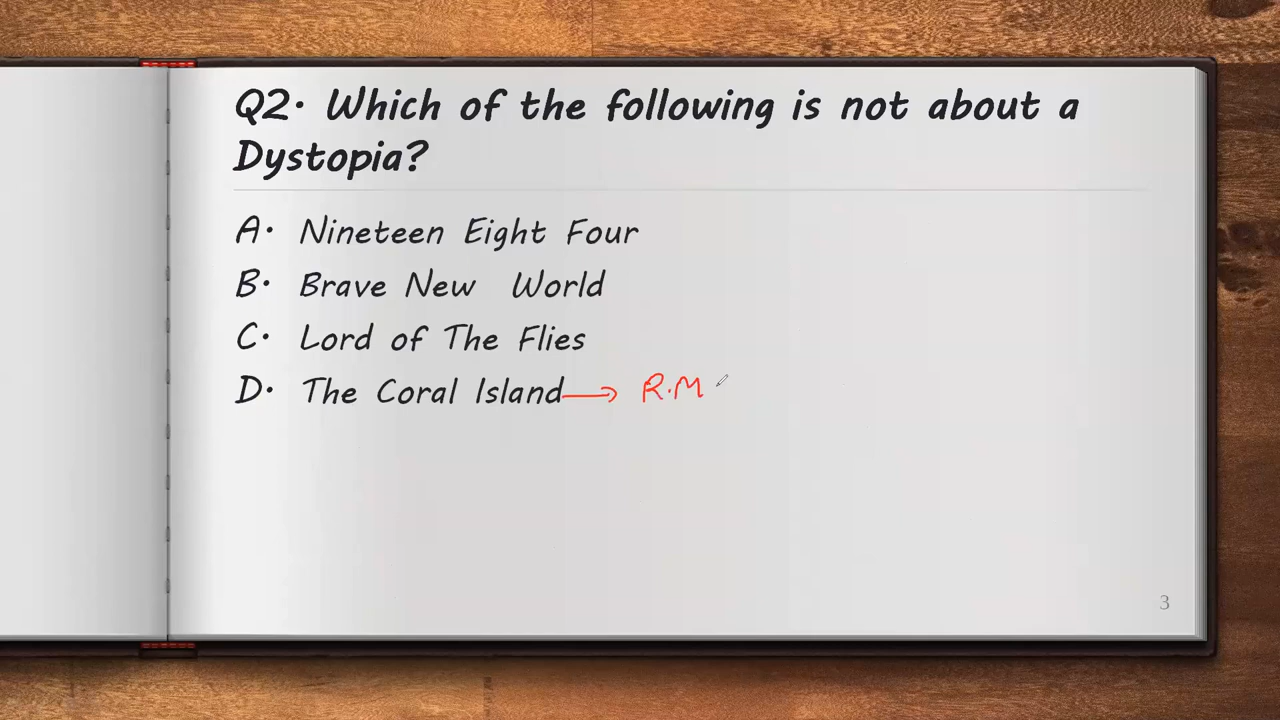 Q2. Which of the following is not about a
Dystopia?
A. Nineteen Eight Four
B. Brave New World
C. Lord of The Flies
D. The Coral Island → R.M
3